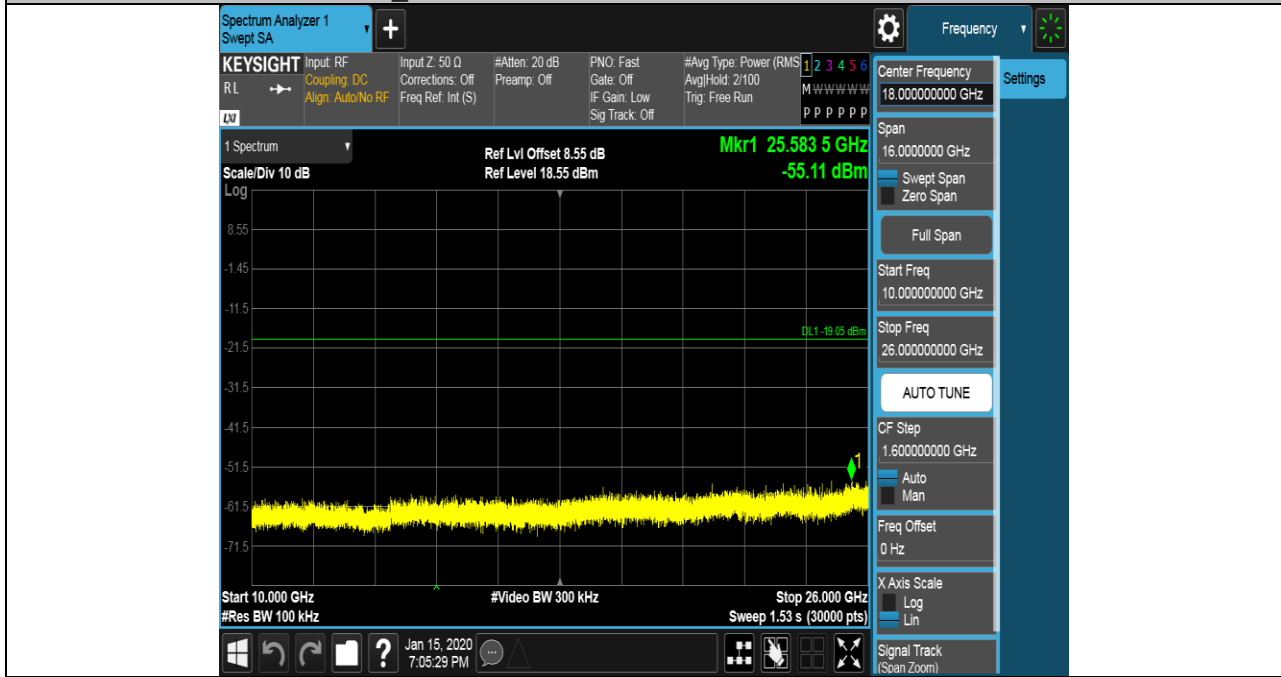 Spectrum Analyzer 1
Swept SA
+
Frequency
KEYSIGHT
RL
LXI
Input: RF
Coupling: DC
Align: Auto/No RF
Input Z: 50 Ω
Corrections: Off
Freq Ref: Int (S)
#Atten: 20 dB
Preamp: Off
PNO: Fast
Gate: Off
IF Gain: Low
Sig Track: Off
#Avg Type: Power (RMS
Avg|Hold: 2/100
Trig: Free Run
1 2 3 4 5 6
M W W W W W
P P P P P P
1 Spectrum
Scale/Div 10 dB
Ref Lvl Offset 8.55 dB
Ref Level 18.55 dBm
Mkr1 25.583 5 GHz
-55.11 dBm
Log
8.55
-1.45
-11.5
DL1 -19.05 dBm
-21.5
-31.5
-41.5
-51.5
1
-61.5
-71.5
Start 10.000 GHz
#Video BW 300 kHz
Stop 26.000 GHz
#Res BW 100 kHz
Sweep 1.53 s (30000 pts)
Center Frequency
18.000000000 GHz
Settings
Span
16.0000000 GHz
Swept Span
Zero Span
Full Span
Start Freq
10.000000000 GHz
Stop Freq
26.000000000 GHz
AUTO TUNE
CF Step
1.600000000 GHz
Auto
Man
Freq Offset
0 Hz
X Axis Scale
Log
Lin
Signal Track
(Span Zoom)
?
Jan 15, 2020
7:05:29 PM